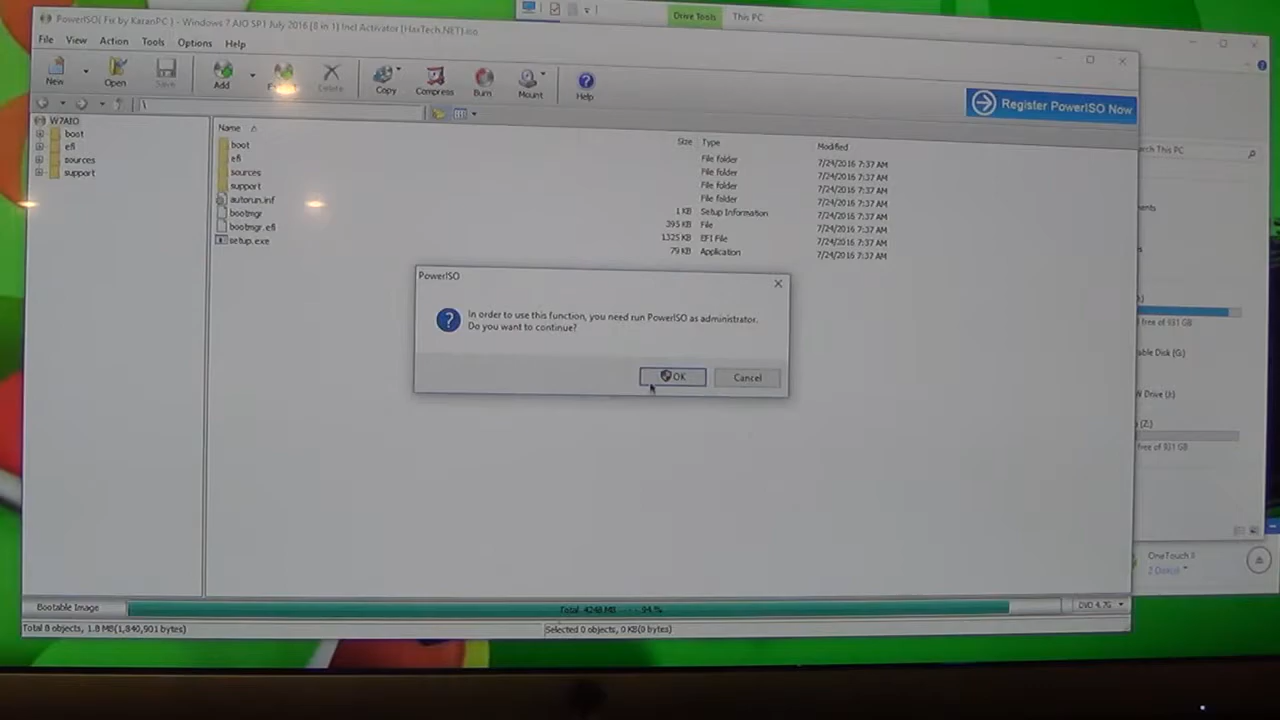 Drive Tools This PC
PowerISO( Fix by KaranPC ) - Windows 7 AIO SP1 July 2016 [8 in 1] Incl Activator [HaxTech.NET].iso
File View Action Tools Options Help
New Open Save Add Delete Copy Compress Burn Mount Help
Register PowerISO Now
\
W7AIO
boot
efi
sources
support
Name Size Type Modified
boot File folder 7/24/2016 7:37 AM
efi File folder 7/24/2016 7:37 AM
sources File folder 7/24/2016 7:37 AM
support File folder 7/24/2016 7:37 AM
autorun.inf 1 KB Setup Information 7/24/2016 7:37 AM
bootmgr 395 KB File 7/24/2016 7:37 AM
bootmgr.efi 1325 KB EFI File 7/24/2016 7:37 AM
setup.exe 79 KB Application 7/24/2016 7:37 AM
arch This PC
ents
free of 931 GB
able Disk (G:)
W Drive (I:)
(Z:)
free of 931 GB
PowerISO
In order to use this function, you need run PowerISO as administrator.
Do you want to continue?
OK Cancel
OneTouch II
Bootable Image Total 4248 MB ---- 94% DVD 4.7G
Total 8 objects, 1.8 MB(1,840,901 bytes) Selected 0 objects, 0 KB(0 bytes)